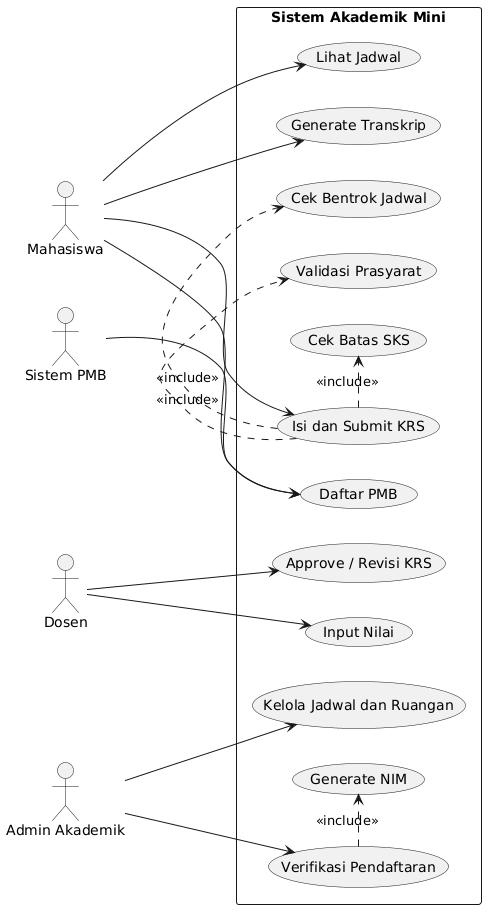 Sistem Akademik Mini
Lihat Jadwal
Generate Transkrip
Cek Bentrok Jadwal
Mahasiswa
Validasi Prasyarat
Cek Batas SKS
Sistem PMB
«include»
«include»
«include»
Isi dan Submit KRS
Daftar PMB
Approve / Revisi KRS
Dosen
Input Nilai
Kelola Jadwal dan Ruangan
Generate NIM
Admin Akademik
«include»
Verifikasi Pendaftaran